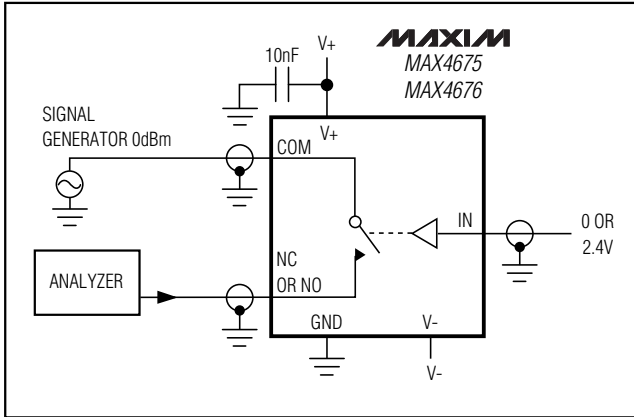 MAXIM
MAX4675
MAX4676
V+
10nF
V+
SIGNAL
GENERATOR 0dBm
COM
IN
0 OR
2.4V
NC
OR NO
ANALYZER
GND
V-
V-